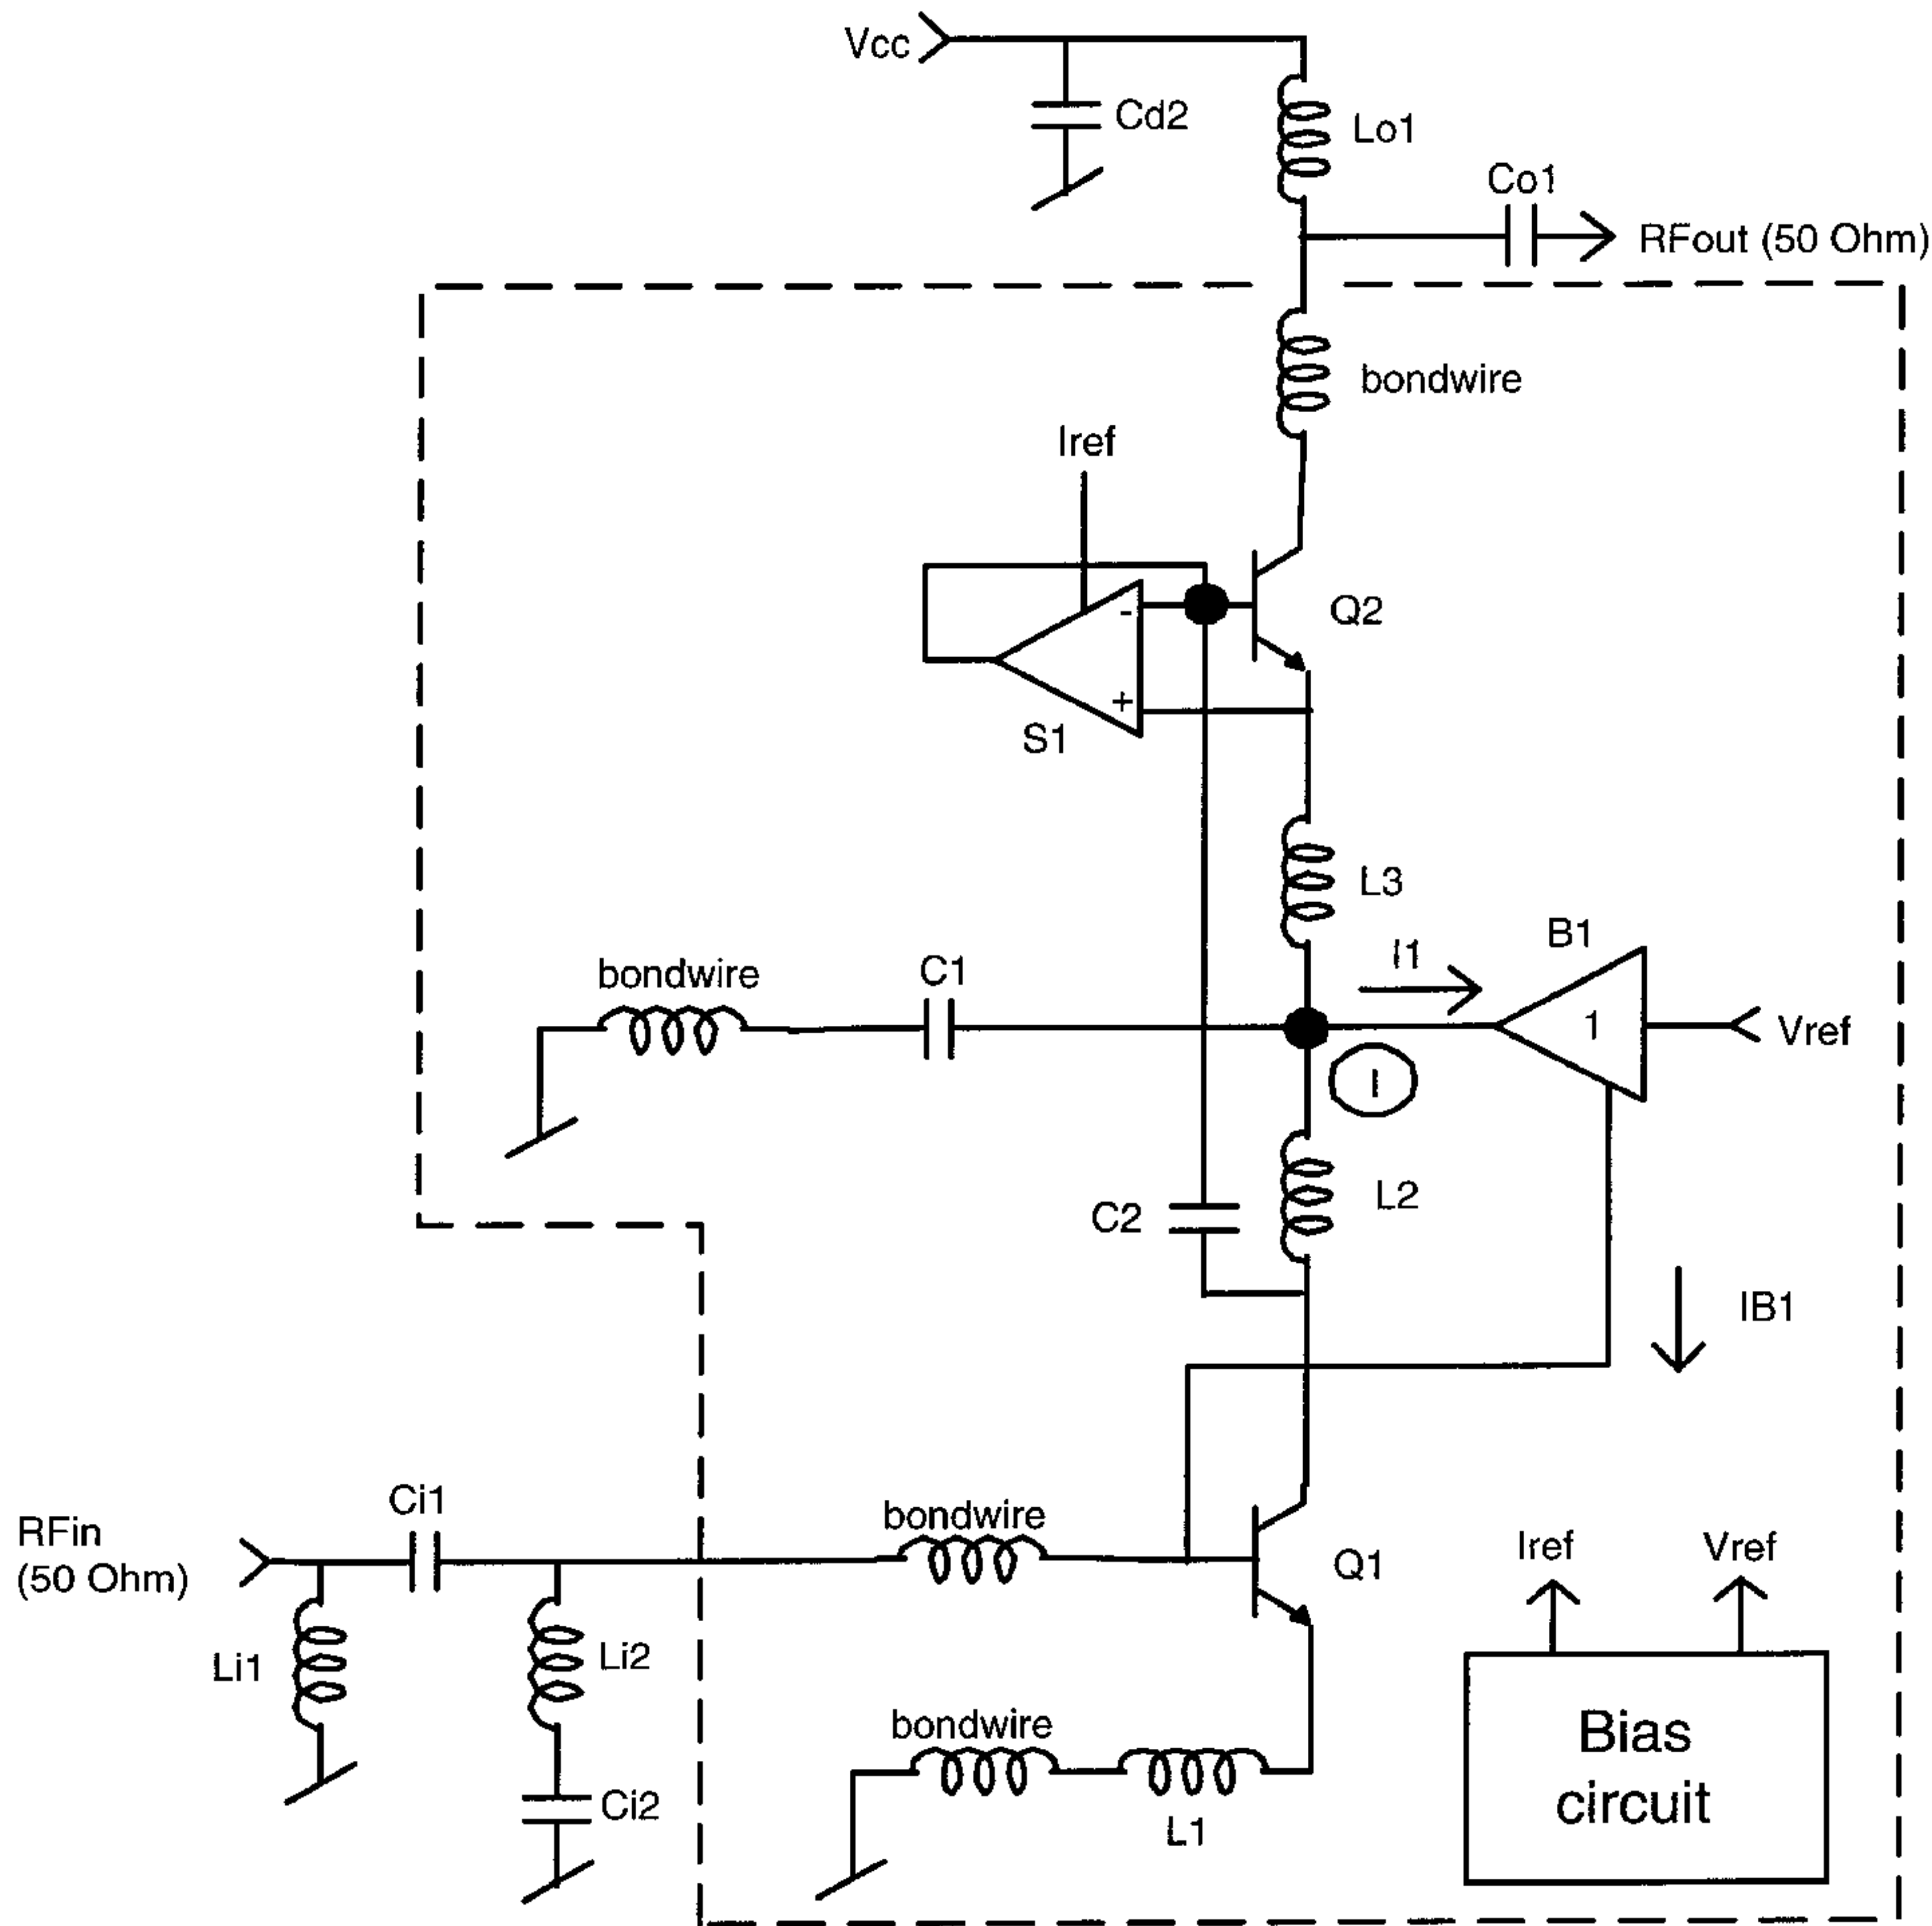 Vcc
Cd2
Lo1
Co1
RFout (50 Ohm)
bondwire
Iref
-
Q2
+
S1
L3
bondwire
C1
I1
B1
1
Vref
I
C2
L2
IB1
RFin
(50 Ohm)
Ci1
bondwire
Q1
Iref
Vref
Li1
Li2
Ci2
bondwire
L1
Bias
circuit